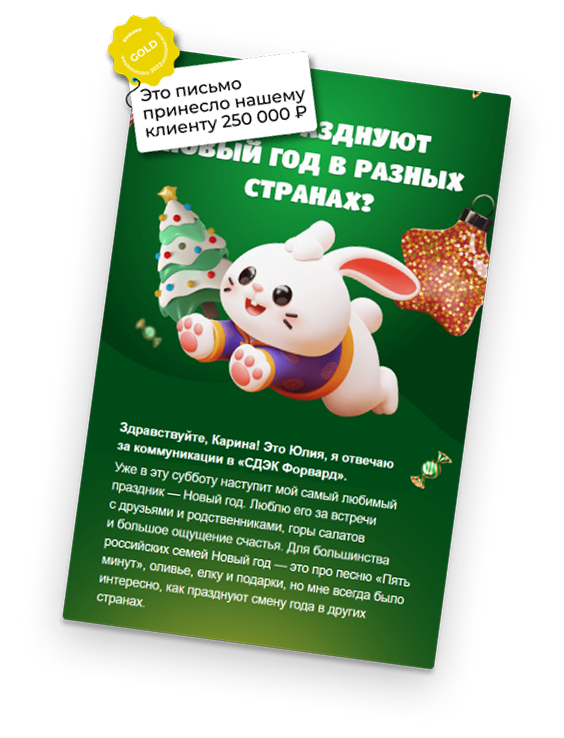 GOLD
Это письмо
принесло нашему
клиенту 250 000 ₽
НОВЫЙ ГОД В РАЗНЫХ
СТРАНАХ?
Здравствуйте, Карина! Это Юлия, я отвечаю
за коммуникации в «СДЭК Форвард».
Уже в эту субботу наступит мой самый любимый
праздник — Новый год. Люблю его за встречи
с друзьями и родственниками, горы салатов
и большое ощущение счастья. Для большинства
российских семей Новый год — это про песню «Пять
минут», оливье, елку и подарки, но мне всегда было
интересно, как празднуют смену года в других
странах.